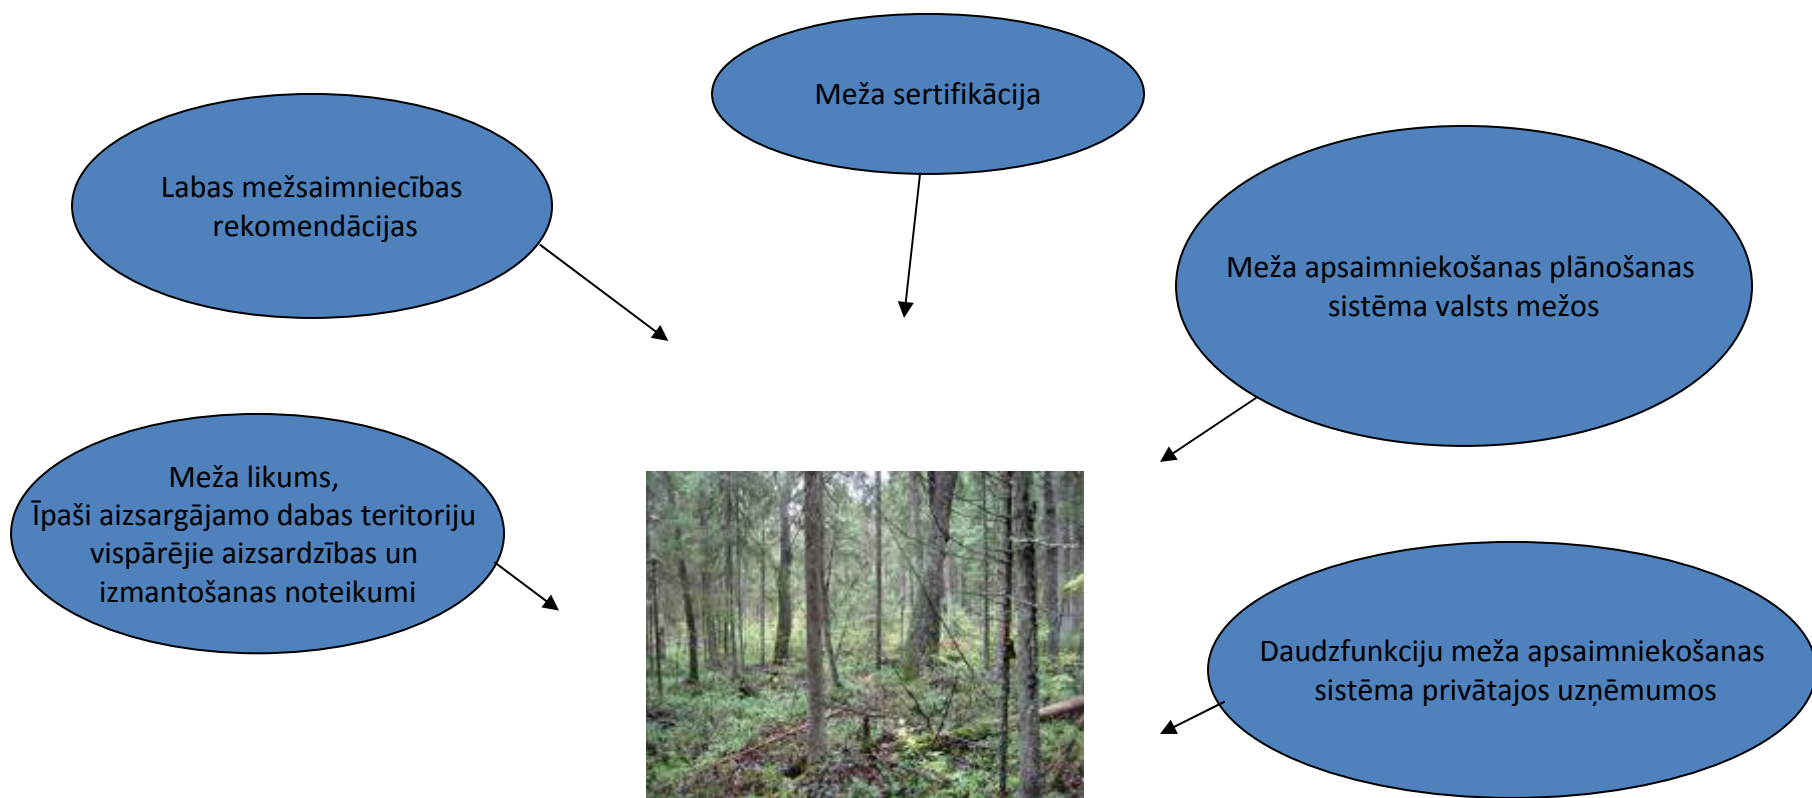 Meža sertifikācija
Labas mežsaimniecības
rekomendācijas
Meža apsaimniekošanas plānošanas
sistēma valsts mežos
Meža likums,
Īpaši aizsargājamo dabas teritoriju
vispārējie aizsardzības un
izmantošanas noteikumi
Daudzfunkciju meža apsaimniekošanas
sistēma privātajos uzņēmumos